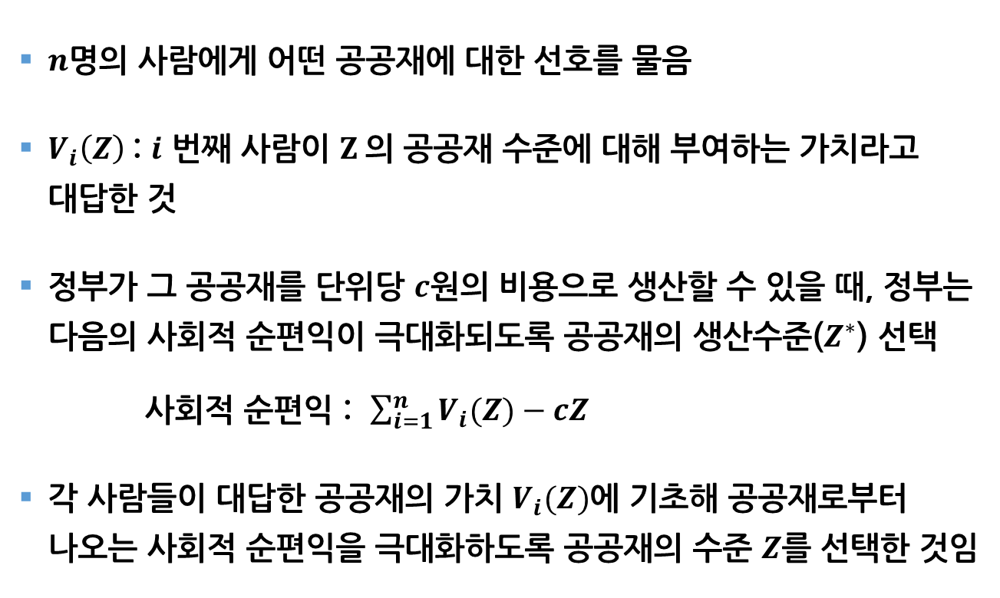 ▪ n명의 사람에게 어떤 공공재에 대한 선호를 물음
▪ Vᵢ(Z) : i 번째 사람이 Z 의 공공재 수준에 대해 부여하는 가치라고
대답한 것
▪ 정부가 그 공공재를 단위당 c원의 비용으로 생산할 수 있을 때, 정부는
다음의 사회적 순편익이 극대화되도록 공공재의 생산수준(Z*) 선택
사회적 순편익 : ∑ⁿᵢ₌₁ Vᵢ(Z) − cZ
▪ 각 사람들이 대답한 공공재의 가치 Vᵢ(Z)에 기초해 공공재로부터
나오는 사회적 순편익을 극대화하도록 공공재의 수준 Z를 선택한 것임